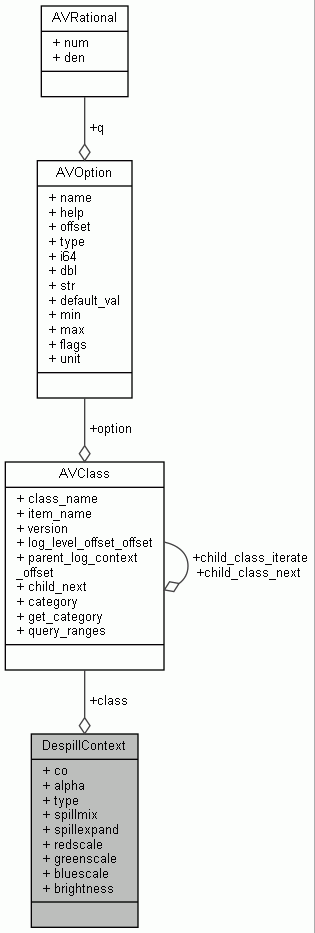 AVRational
+ num
+ den
+q
AVOption
+ name
+ help
+ offset
+ type
+ i64
+ dbl
+ str
+ default_val
+ min
+ max
+ flags
+ unit
+option
AVClass
+ class_name
+ item_name
+ version
+ log_level_offset_offset
+ parent_log_context
_offset
+ child_next
+ category
+ get_category
+ query_ranges
+child_class_iterate
+child_class_next
+class
DespillContext
+ co
+ alpha
+ type
+ spillmix
+ spillexpand
+ redscale
+ greenscale
+ bluescale
+ brightness